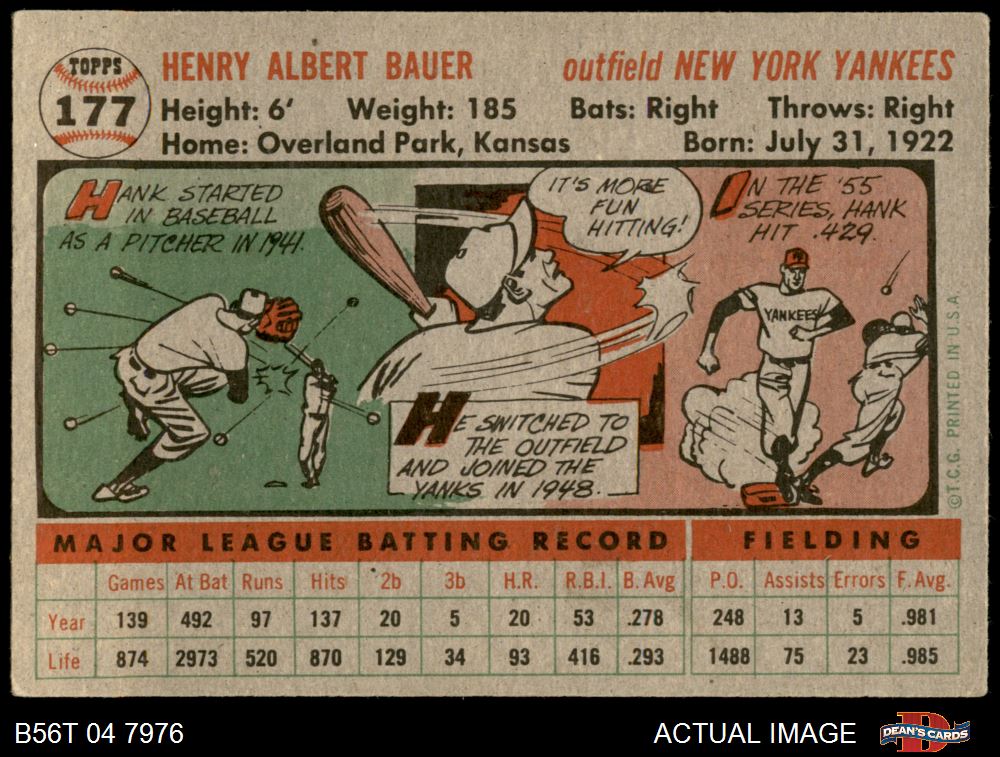 TOPPS
177
HENRY ALBERT BAUER
outfield NEW YORK YANKEES
Height: 6' Weight: 185 Bats: Right Throws: Right
Home: Overland Park, Kansas Born: July 31, 1922
HANK STARTED
IN BASEBALL
AS A PITCHER IN 1941.
IT'S MORE
FUN
HITTING!
HE SWITCHED TO
THE OUTFIELD
AND JOINED THE
YANKS IN 1948.
IN THE '55
SERIES, HANK
HIT .429.
YANKEES
©T.C.G. PRINTED IN U.S.A.
MAJOR LEAGUE BATTING RECORD FIELDING
Games At Bat Runs Hits 2b 3b H.R. R.B.I. B. Avg P.O. Assists Errors F. Avg.
Year 139 492 97 137 20 5 20 53 .278 248 13 5 .981
Life 874 2973 520 870 129 34 93 416 .293 1488 75 23 .985
B56T 04 7976
ACTUAL IMAGE
D
DEAN'S CARDS